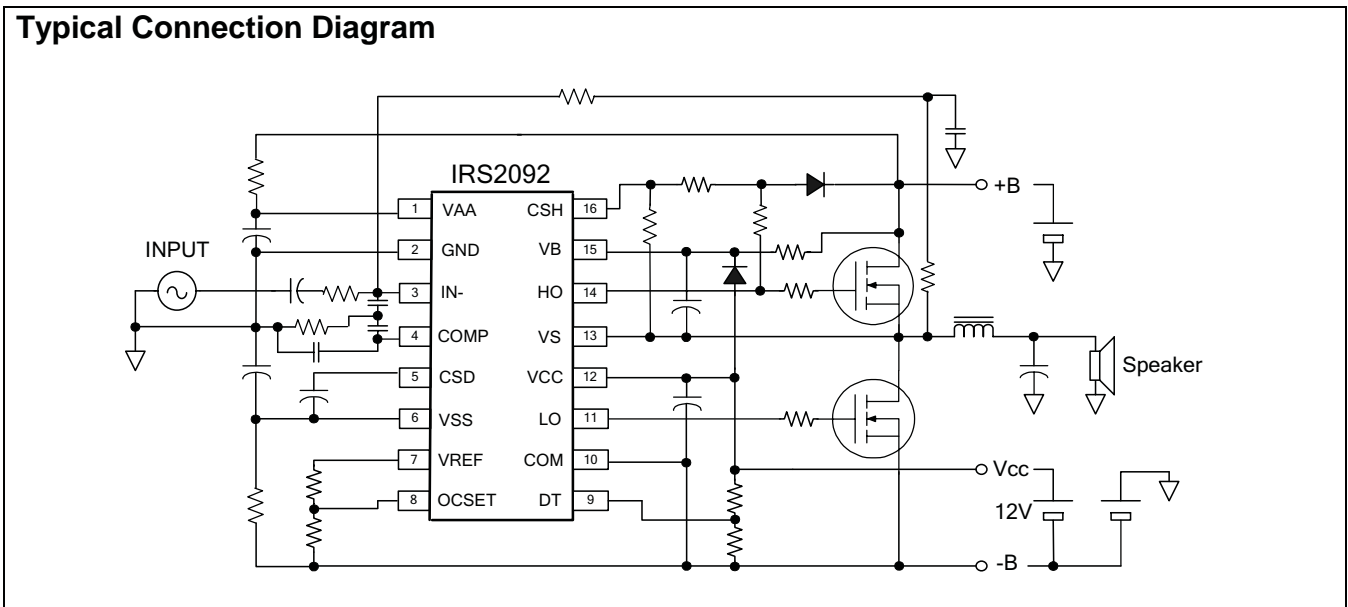 Typical Connection Diagram
IRS2092
1 VAA CSH 16
+B
INPUT
2 GND VB 15
3 IN- HO 14
4 COMP VS 13
Speaker
5 CSD VCC 12
6 VSS LO 11
7 VREF COM 10
Vcc
8 OCSET DT 9
12V
-B